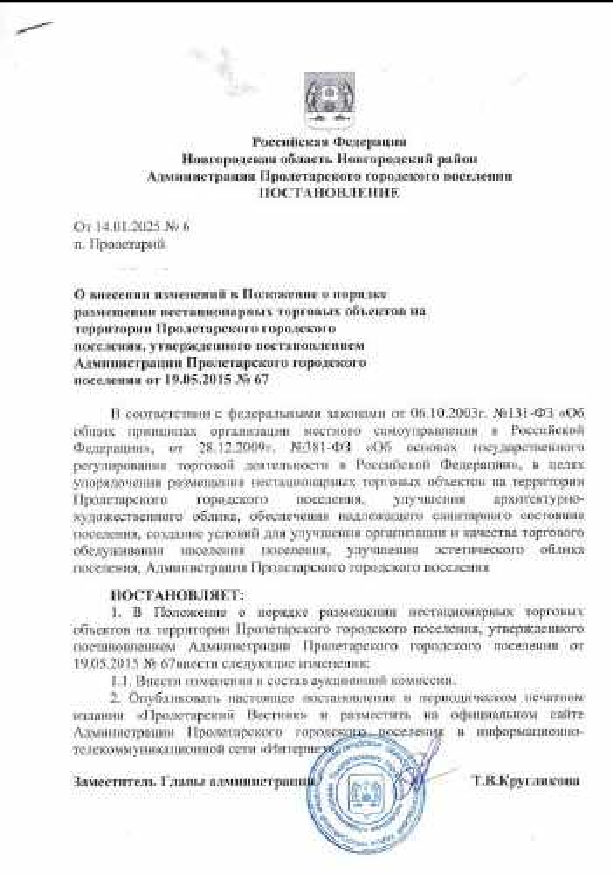 Российская Федерация
Новгородская область Новгородский район
Администрация Пролетарского городского поселения
ПОСТАНОВЛЕНИЕ
От 14.01.2025 № 6
п. Пролетарий
О внесении изменений в Положение о порядке
размещения нестационарных торговых объектов на
территории Пролетарского городского
поселения, утвержденного постановлением
Администрации Пролетарского городского
поселения от 19.05.2015 № 67
В соответствии с федеральными законами от 06.10.2003г. №131-ФЗ «Об
общих принципах организации местного самоуправления в Российской
Федерации», от 28.12.2009г. №381-ФЗ «Об основах государственного
регулирования торговой деятельности в Российской Федерации», в целях
упорядочения размещения нестационарных торговых объектов на территории
Пролетарского городского поселения, улучшения архитектурно-
художественного облика, обеспечения надлежащего санитарного состояния
поселения, создание условий для улучшения организации и качества торгового
обслуживания населения поселения, улучшения эстетического облика
поселения, Администрация Пролетарского городского поселения
ПОСТАНОВЛЯЕТ:
1. В Положение о порядке размещения нестационарных торговых
объектов на территории Пролетарского городского поселения, утвержденного
постановлением Администрации Пролетарского городского поселения от
19.05.2015 № 67внести следующие изменения:
1.1. Внести изменения в состав аукционной комиссии.
2. Опубликовать настоящее постановление в периодическом печатном
издании «Пролетарский Вестник» и разместить на официальном сайте
Администрации Пролетарского городского поселения в информационно-
телекоммуникационной сети «Интернет».
Заместитель Главы администрации Т.В.Кругликова